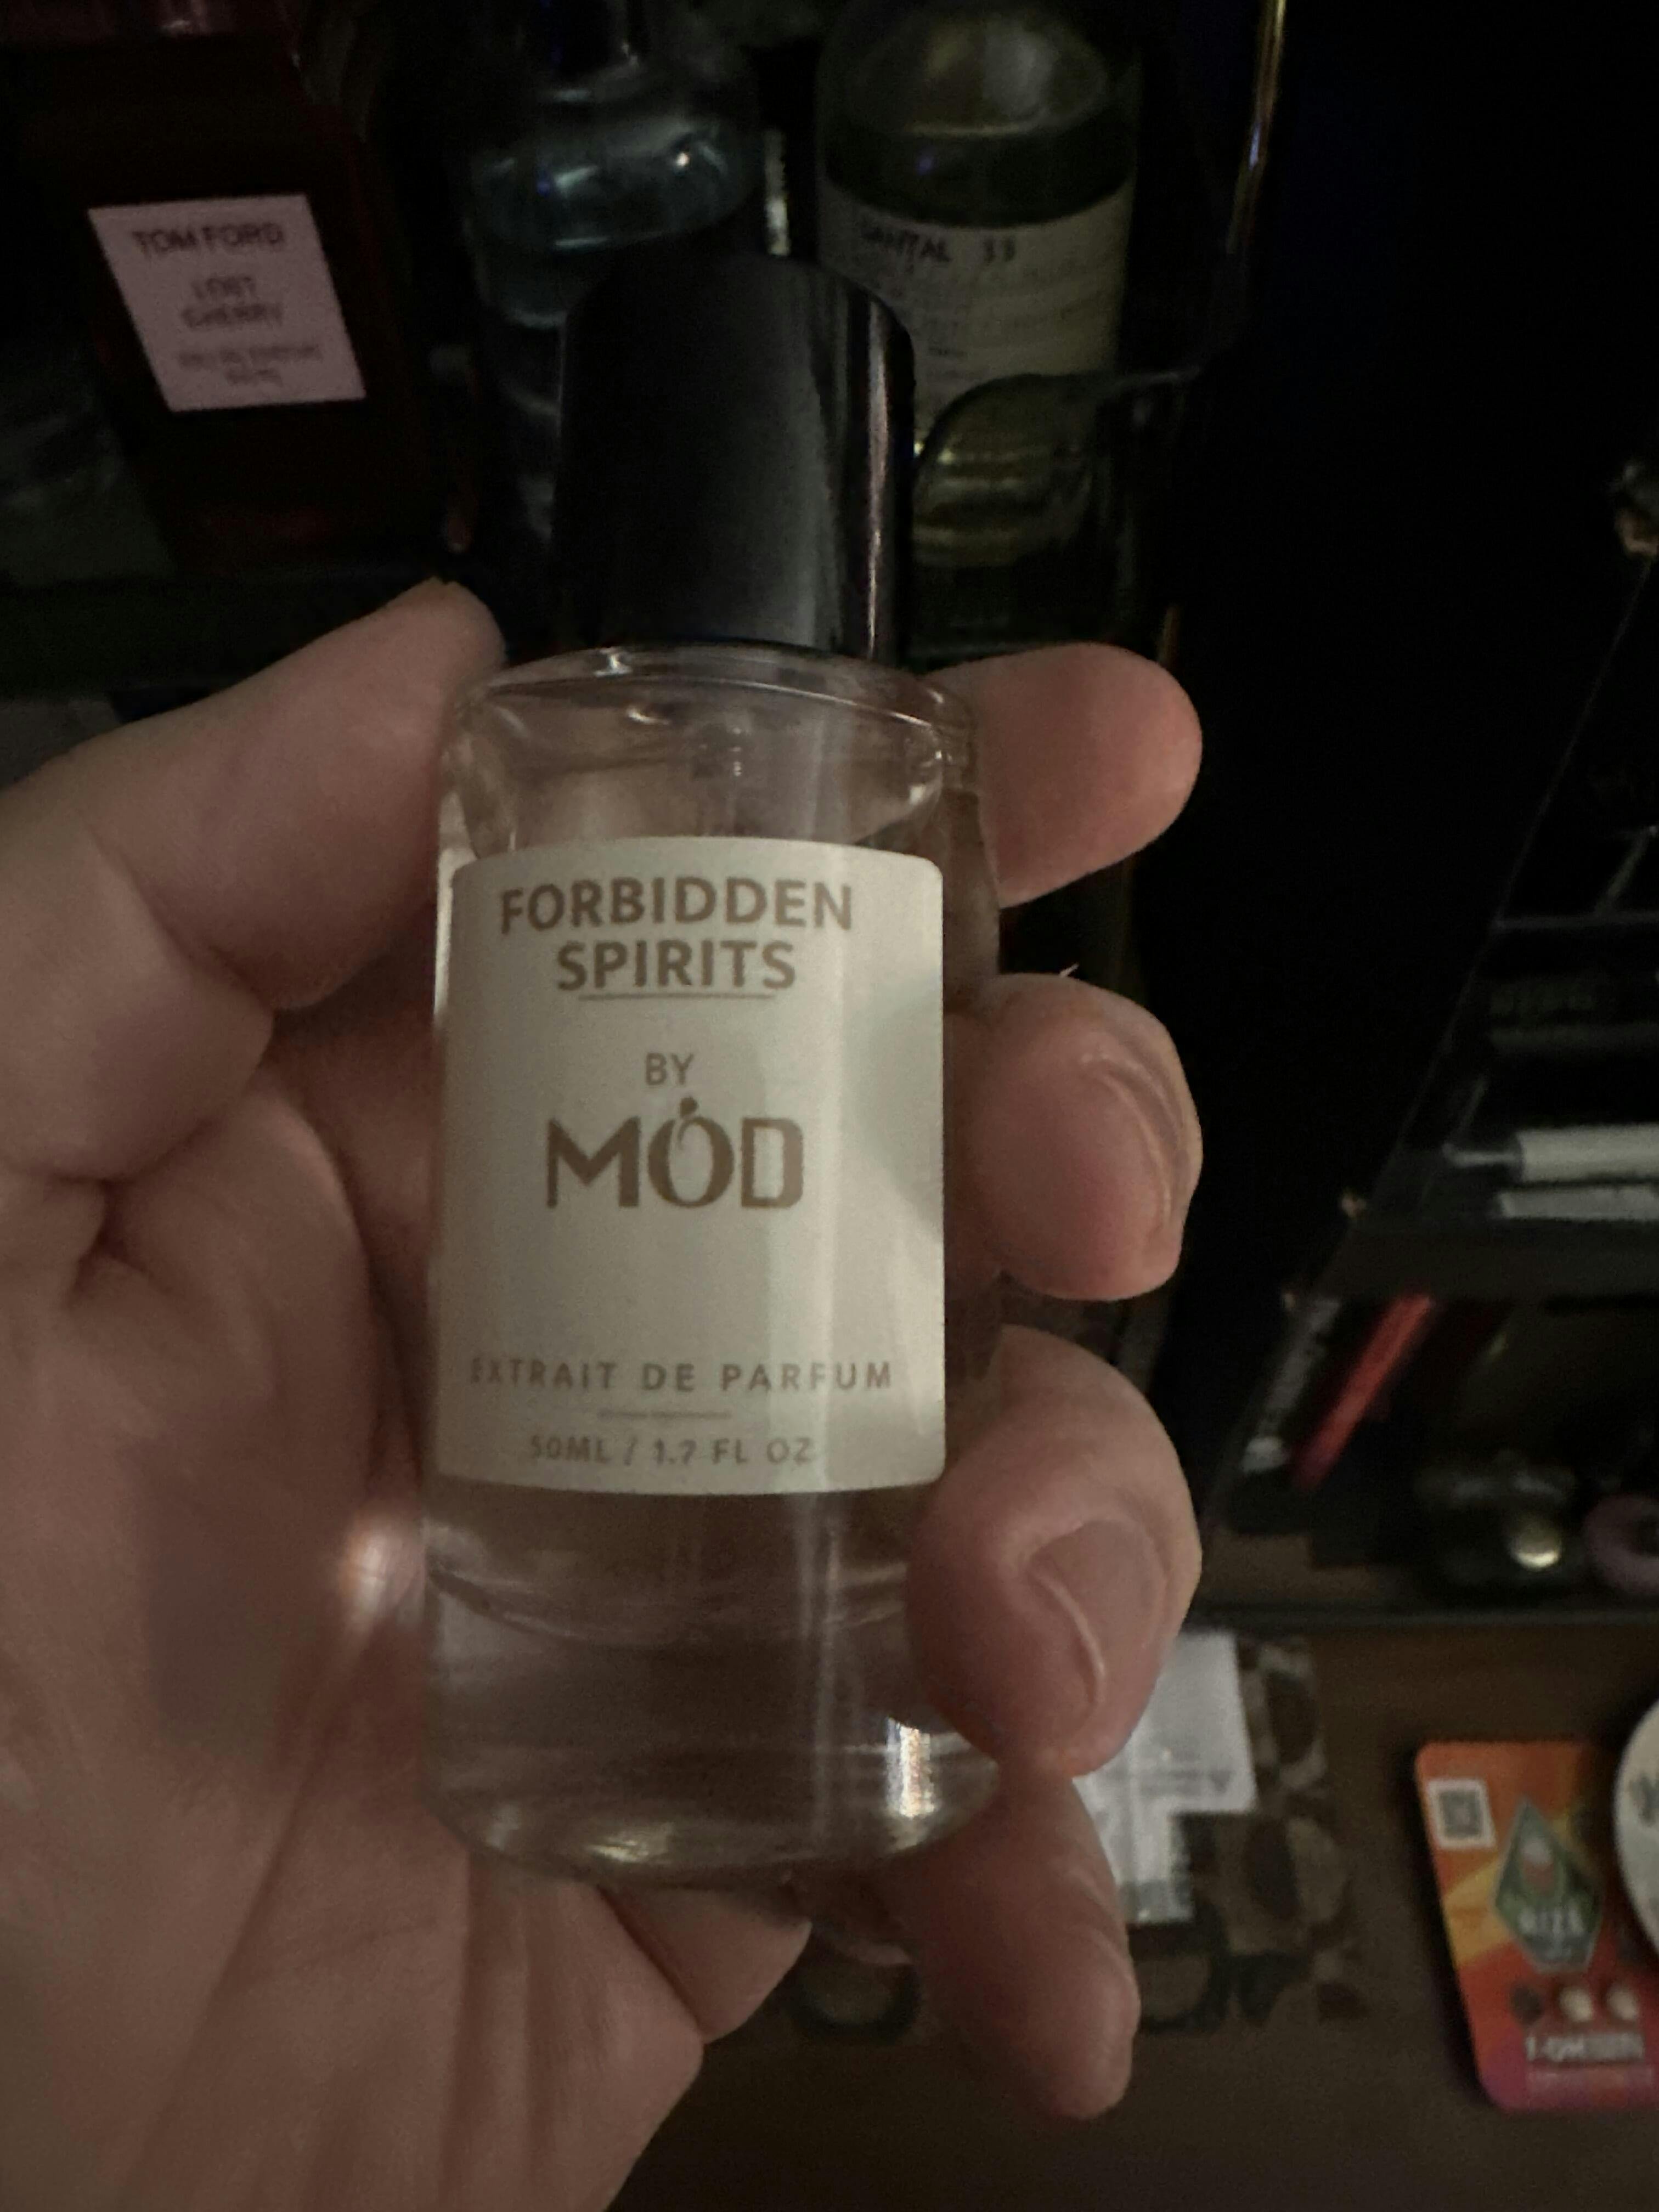 TOM FORD
LOST
CHERRY
SANTAL 33
FORBIDDEN
SPIRITS
BY
MOD
EXTRAIT DE PARFUM
50ML / 1.7 FL OZ